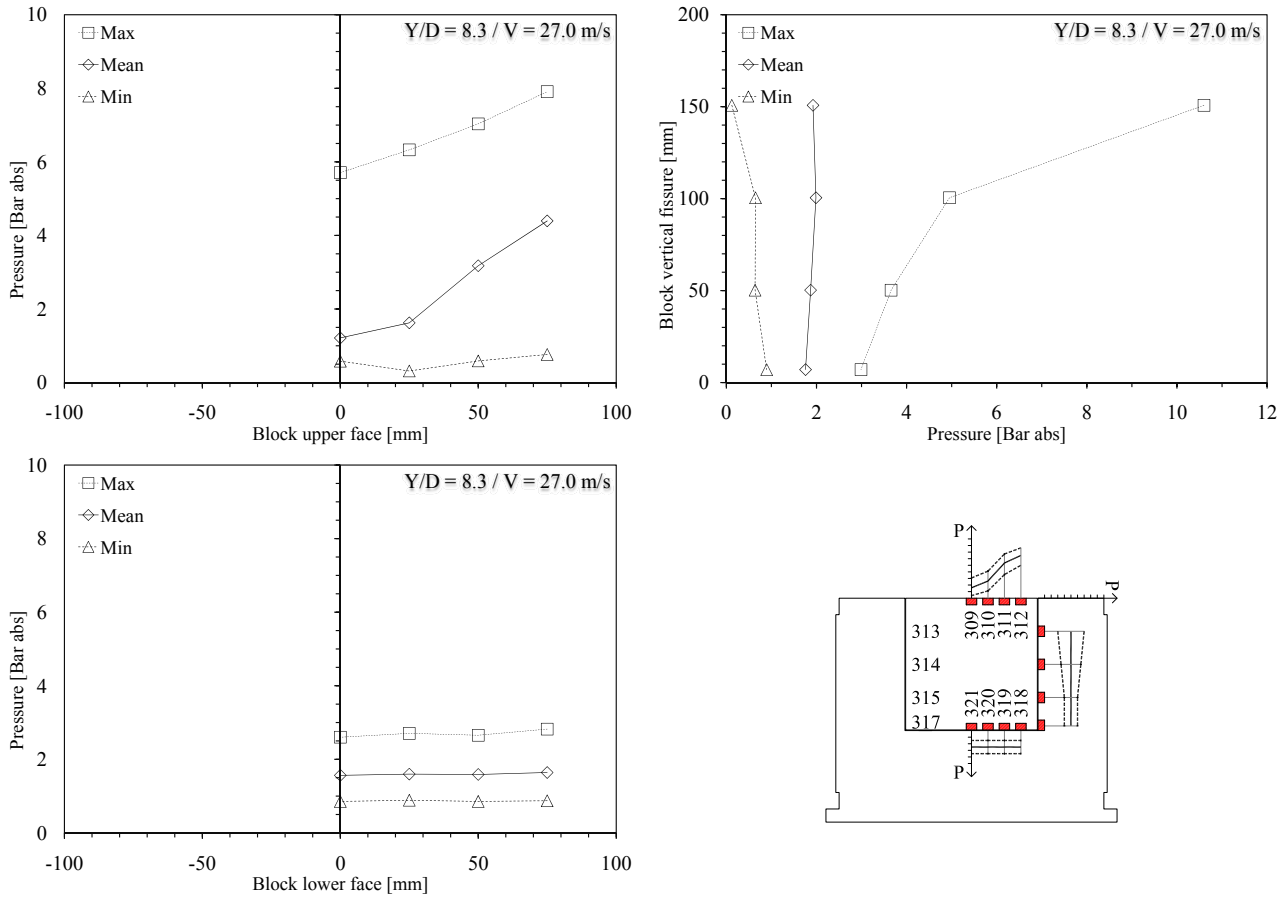 10
8
6
4
2
0
Pressure [Bar abs]
Max
Mean
Min
Y/D = 8.3 / V = 27.0 m/s
-100 -50 0 50 100
Block upper face [mm]
200
150
100
50
0
Block vertical fissure [mm]
Max
Mean
Min
Y/D = 8.3 / V = 27.0 m/s
0 2 4 6 8 10 12
Pressure [Bar abs]
10
8
6
4
2
0
Pressure [Bar abs]
Max
Mean
Min
Y/D = 8.3 / V = 27.0 m/s
-100 -50 0 50 100
Block lower face [mm]
P
P
309
310
311
312
313
314
315
317
321
320
319
318
P